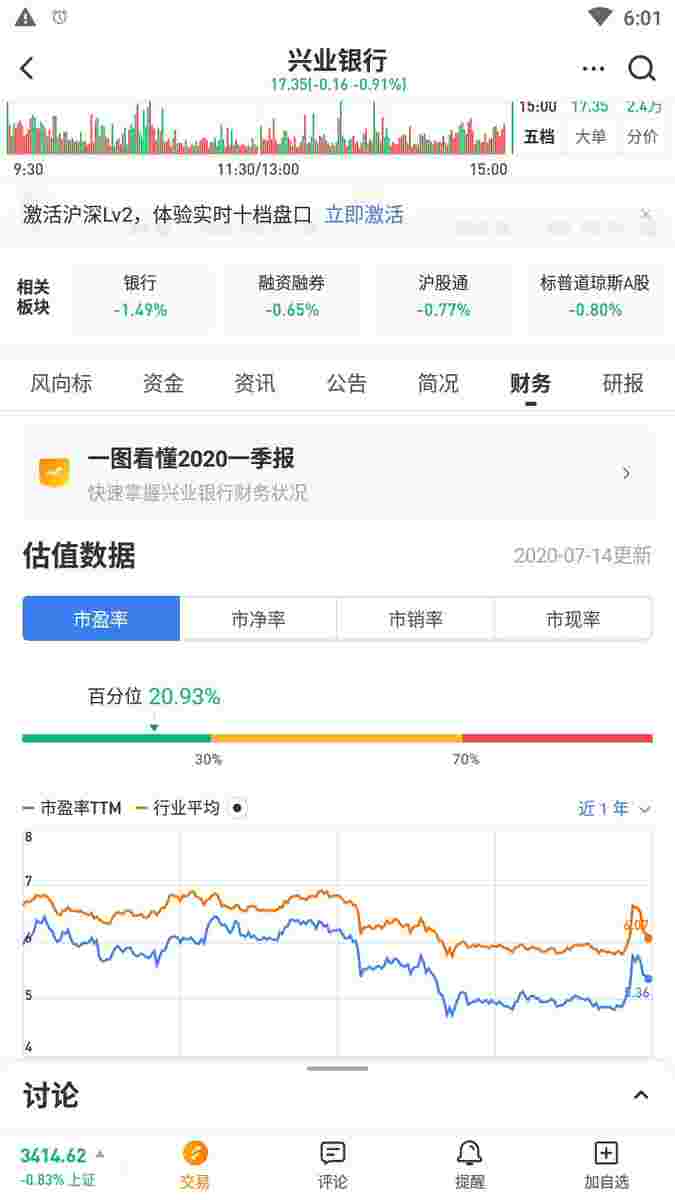 6:01
兴业银行
17.35(-0.16 -0.91%)
15:00 17.35 2.4万
五档 大单 分价
9:30 11:30/13:00 15:00
激活沪深Lv2，体验实时十档盘口 立即激活
相关板块
银行 融资融券 沪股通 标普道琼斯A股
-1.49% -0.65% -0.77% -0.80%
风向标 资金 资讯 公告 简况 财务 研报
一图看懂2020一季报
快速掌握兴业银行财务状况
估值数据 2020-07-14更新
市盈率 市净率 市销率 市现率
百分位 20.93%
30% 70%
市盈率TTM 行业平均 近1年
8
7
6.07
6
5 5.36
4
讨论
3414.62
-0.83% 上证
交易 评论 提醒 加自选